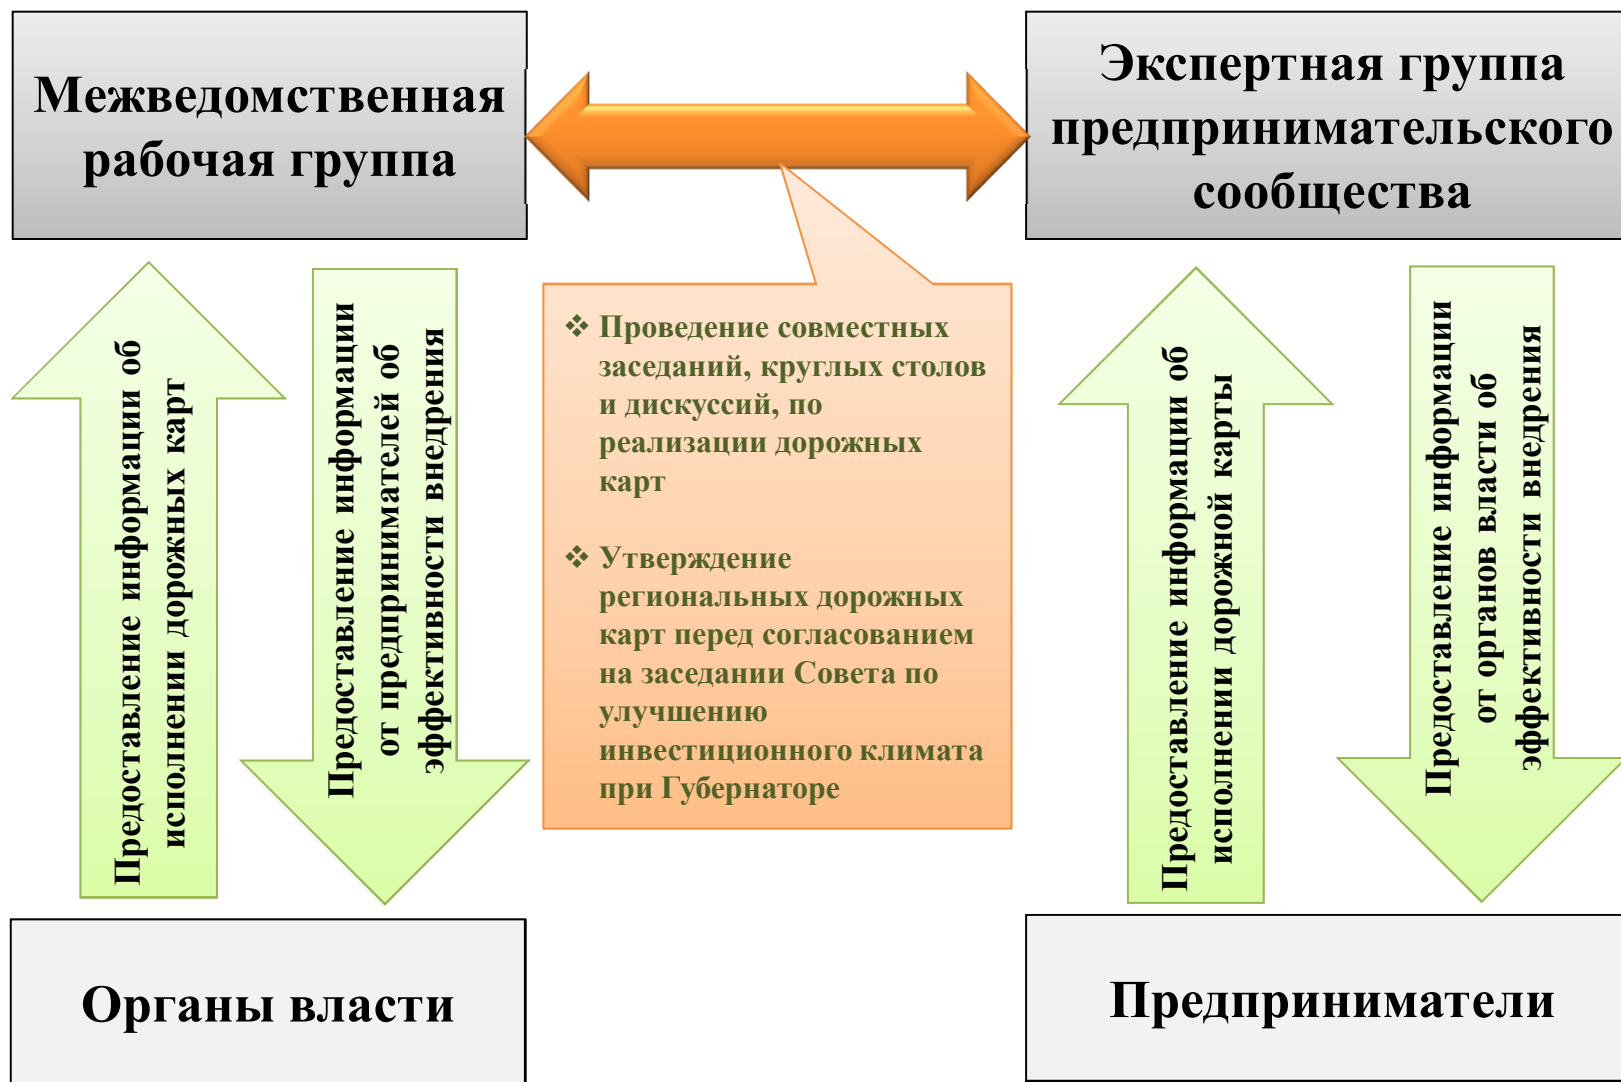 Межведомственная
рабочая группа
Экспертная группа
предпринимательского
сообщества
Предоставление информации об
исполнении дорожных карт
Предоставление информации
от предпринимателей об
эффективности внедрения
❖ Проведение совместных
заседаний, круглых столов
и дискуссий, по
реализации дорожных
карт
❖ Утверждение
региональных дорожных
карт перед согласованием
на заседании Совета по
улучшению
инвестиционного климата
при Губернаторе
Предоставление информации об
исполнении дорожной карты
Предоставление информации
от органов власти об
эффективности внедрения
Органы власти
Предприниматели